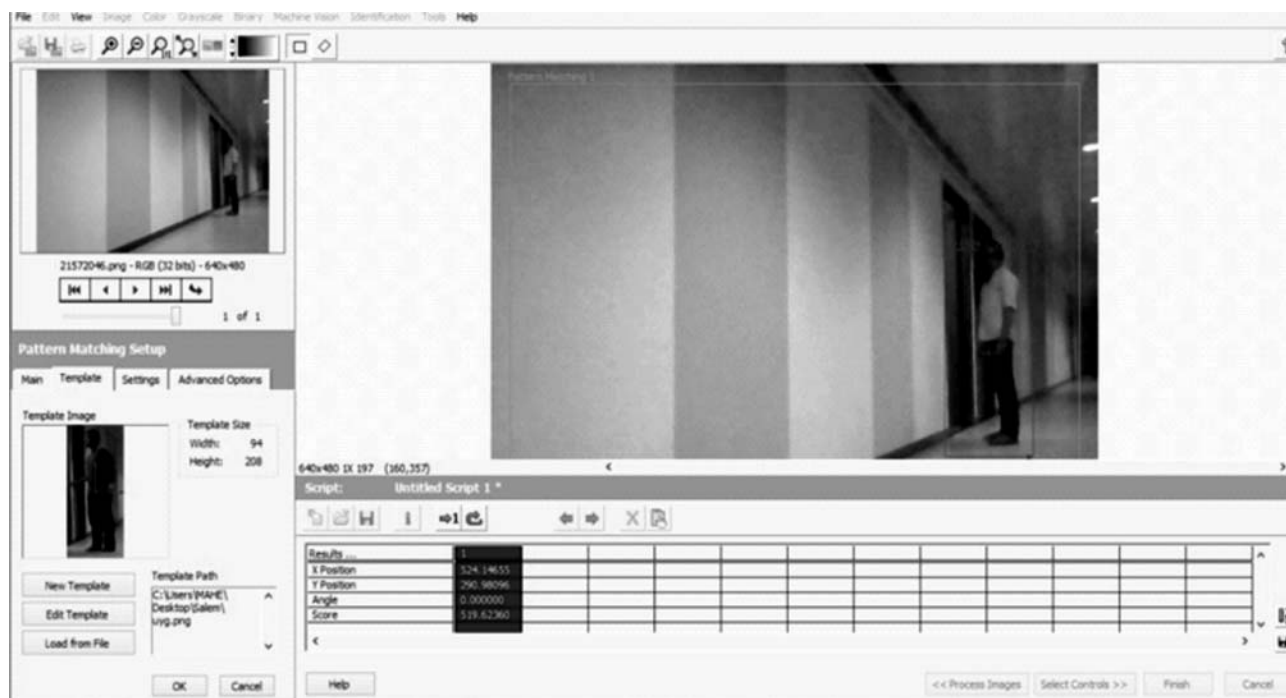 File Edit View Image Color Grayscale Binary Machine Vision Identification Tools Help
Pattern Matching 1
21572046.png - RGB (32 bits) - 640x480
1 of 1
Pattern Matching Setup
Main Template Settings Advanced Options
Template Image
Template Size
Width: 94
Height: 208
New Template
Edit Template
Load from File
Template Path
C:\Users\MAHE\
Desktop\Salem\
uyg.png
OK Cancel
640x480 1X 197 (160,357)
Script: Untitled Script 1 *
Results ... 1
X Position 524.14655
Y Position 290.98096
Angle 0.000000
Score 519.62360
Help << Process Images Select Controls >> Finish Cancel